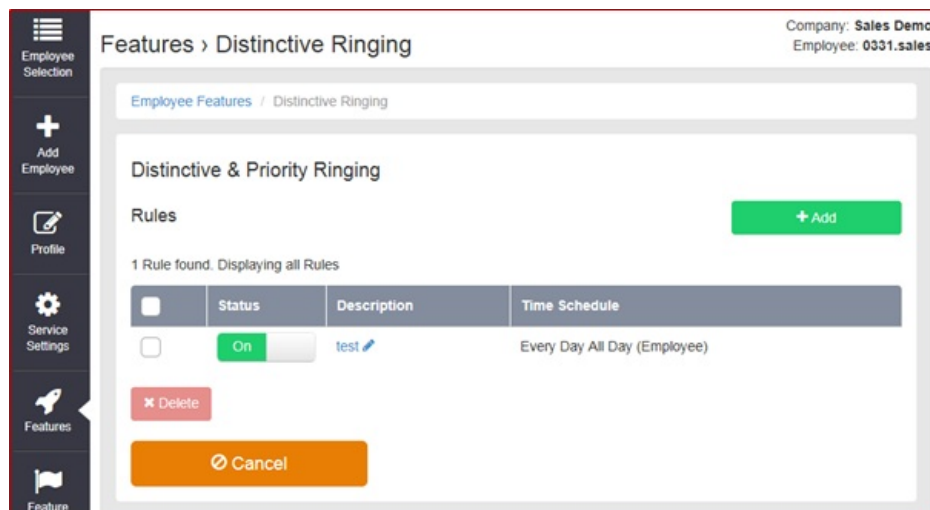 Employee
Selection
Add
Employee
Profile
Service
Settings
Features
Feature
Features › Distinctive Ringing
Company: Sales Demo
Employee: 0331.sales
Employee Features / Distinctive Ringing
Distinctive & Priority Ringing
Rules
+ Add
1 Rule found. Displaying all Rules
Status Description Time Schedule
On test Every Day All Day (Employee)
✖ Delete
Cancel